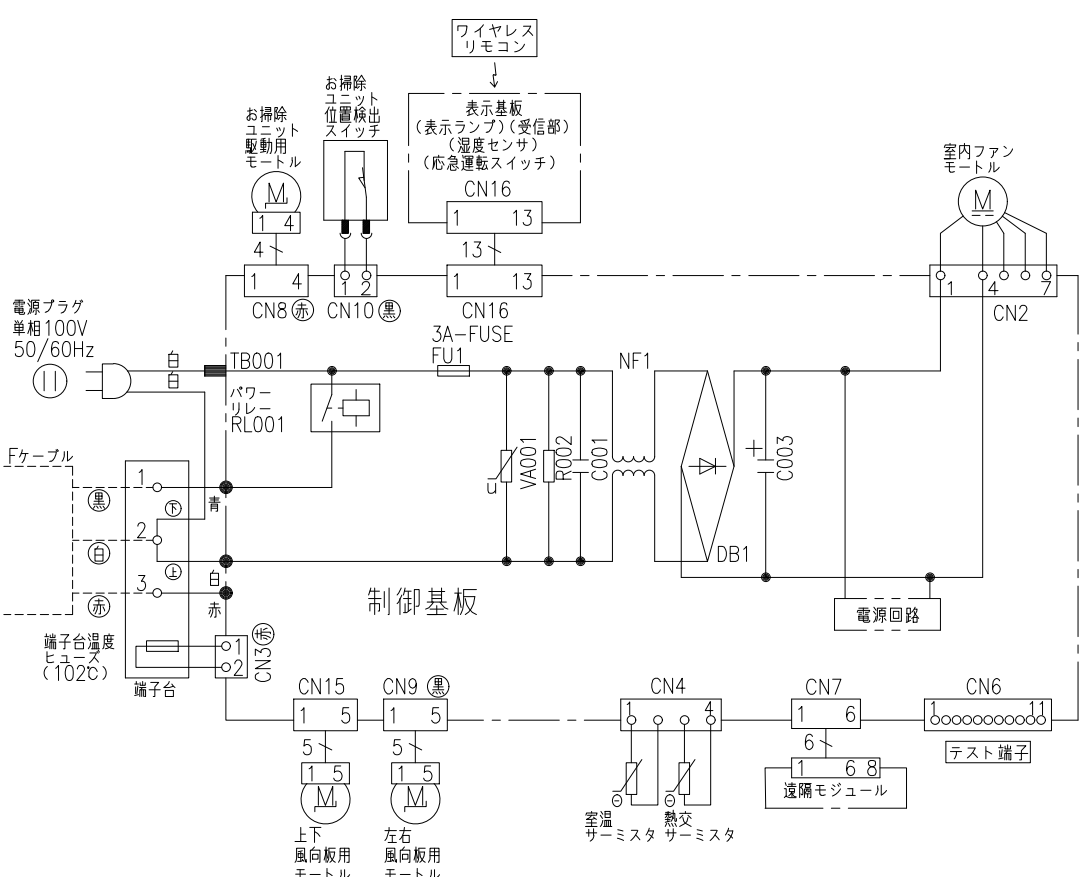 ワイヤレス
リモコン
お掃除
ユニット
位置検出
スイッチ
お掃除
ユニット
駆動用
モートル
M
1 4
4
1 4
CN8 赤
1 2
CN10 黒
表示基板
(表示ランプ)(受信部)
(湿度センサ)
(応急運転スイッチ)
CN16
1 13
13
1 13
CN16
室内ファン
モートル
M
1 4 7
CN2
電源プラグ
単相100V
50/60Hz
白
白
TB001
パワー
リレー
RL001
3A-FUSE
FU1
NF1
u
VA001
R002
C001
DB1
+
C003
電源回路
Fケーブル
黒
白
赤
1
2
3
下
上
青
白
赤
制御基板
端子台温度
ヒューズ
(102℃)
端子台
1
2
CN3 赤
CN15
1 5
5
1 5
M
上下
風向板用
モートル
CN9 黒
1 5
5
1 5
M
左右
風向板用
モートル
CN4
1 4
θ
θ
室温
サーミスタ
熱交
サーミスタ
CN7
1 6
6
1 6 8
遠隔モジュール
CN6
1 11
テスト端子